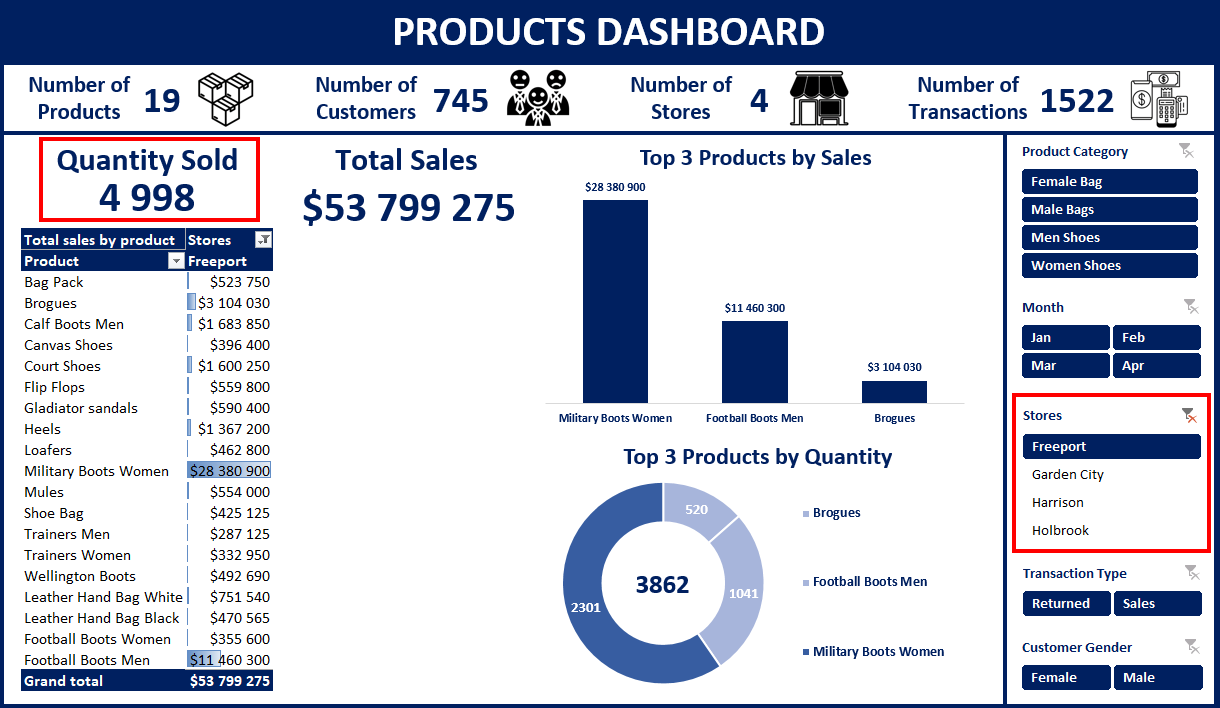 PRODUCTS DASHBOARD
Number of
Products
19
Number of
Customers
745
Number of
Stores
4
Number of
Transactions
1522
Quantity Sold
4 998
Total Sales
$53 799 275
Total sales by product Stores
Product Freeport
Bag Pack $523 750
Brogues $3 104 030
Calf Boots Men $1 683 850
Canvas Shoes $396 400
Court Shoes $1 600 250
Flip Flops $559 800
Gladiator sandals $590 400
Heels $1 367 200
Loafers $462 800
Military Boots Women $28 380 900
Mules $554 000
Shoe Bag $425 125
Trainers Men $287 125
Trainers Women $332 950
Wellington Boots $492 690
Leather Hand Bag White $751 540
Leather Hand Bag Black $470 565
Football Boots Women $355 600
Football Boots Men $11 460 300
Grand total $53 799 275
Top 3 Products by Sales
$28 380 900
$11 460 300
$3 104 030
Military Boots Women Football Boots Men Brogues
Top 3 Products by Quantity
520
1041
2301
3862
Brogues
Football Boots Men
Military Boots Women
Product Category
Female Bag
Male Bags
Men Shoes
Women Shoes
Month
Jan Feb
Mar Apr
Stores
Freeport
Garden City
Harrison
Holbrook
Transaction Type
Returned Sales
Customer Gender
Female Male